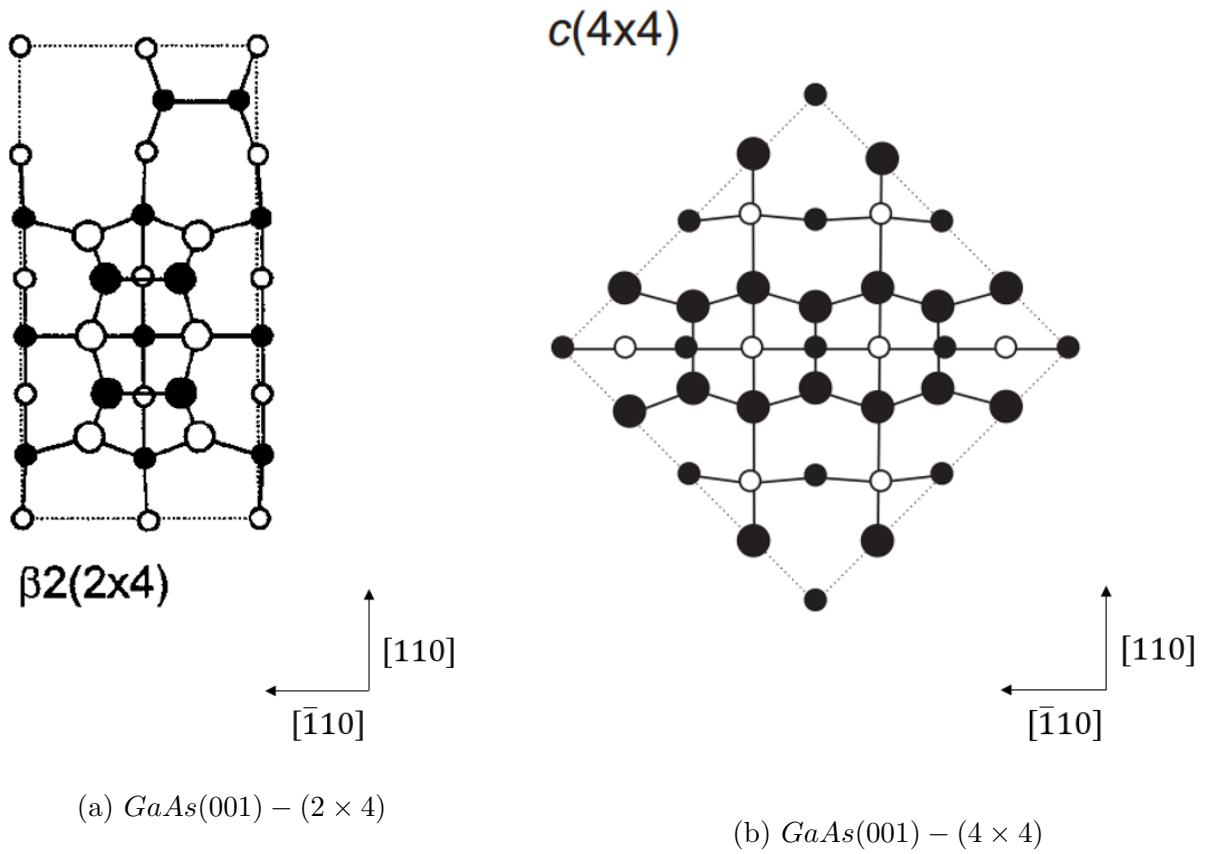 c(4x4)
β2(2x4)
[110]
[1̄10]
[110]
[1̄10]
(a) GaAs(001) − (2 × 4)
(b) GaAs(001) − (4 × 4)